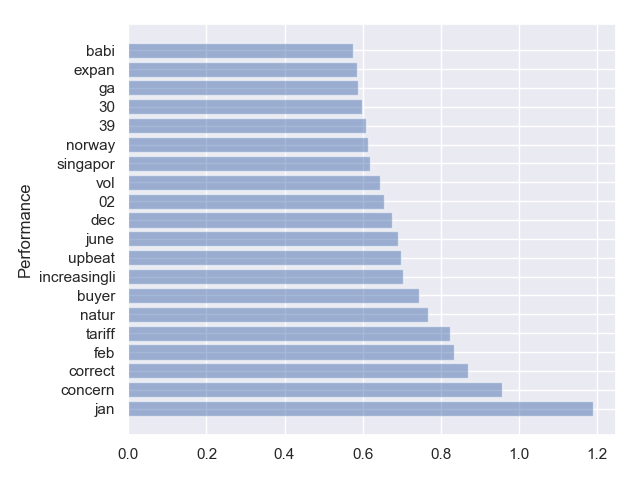 babi
expan
ga
30
39
norway
singapor
vol
02
dec
june
upbeat
increasingli
buyer
natur
tariff
feb
correct
concern
jan
Performance
0.0 0.2 0.4 0.6 0.8 1.0 1.2